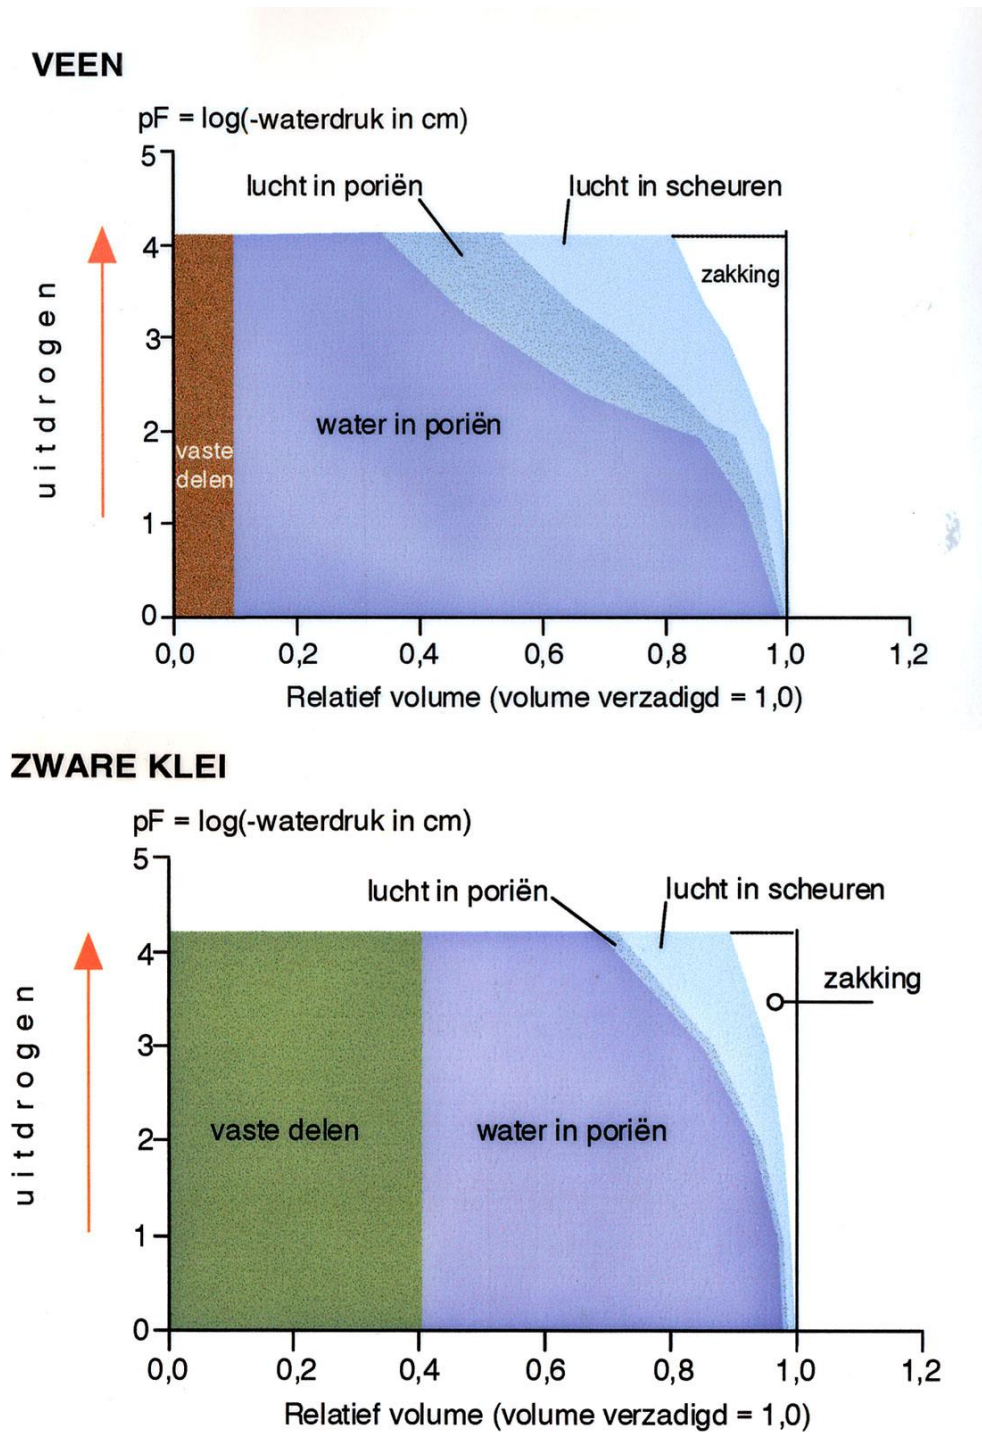 VEEN
pF = log(-waterdruk in cm)
5
lucht in poriën
lucht in scheuren
4
zakking
uitdrogen
3
water in poriën
2
vaste
delen
1
0
0,0 0,2 0,4 0,6 0,8 1,0 1,2
Relatief volume (volume verzadigd = 1,0)
ZWARE KLEI
pF = log(-waterdruk in cm)
5
lucht in poriën
lucht in scheuren
4
zakking
uitdrogen
3
vaste delen
water in poriën
2
1
0
0,0 0,2 0,4 0,6 0,8 1,0 1,2
Relatief volume (volume verzadigd = 1,0)